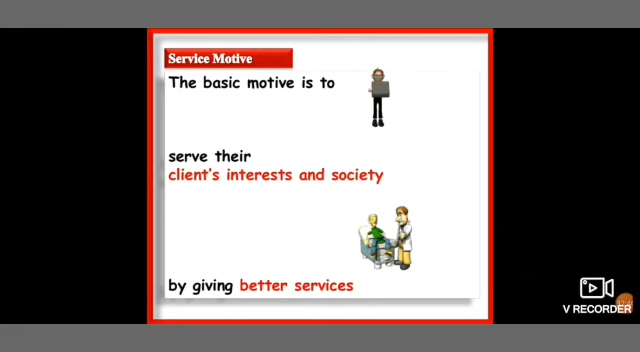 Service Motive
The basic motive is to
serve their
client's interests and society
by giving better services
V RECORDER